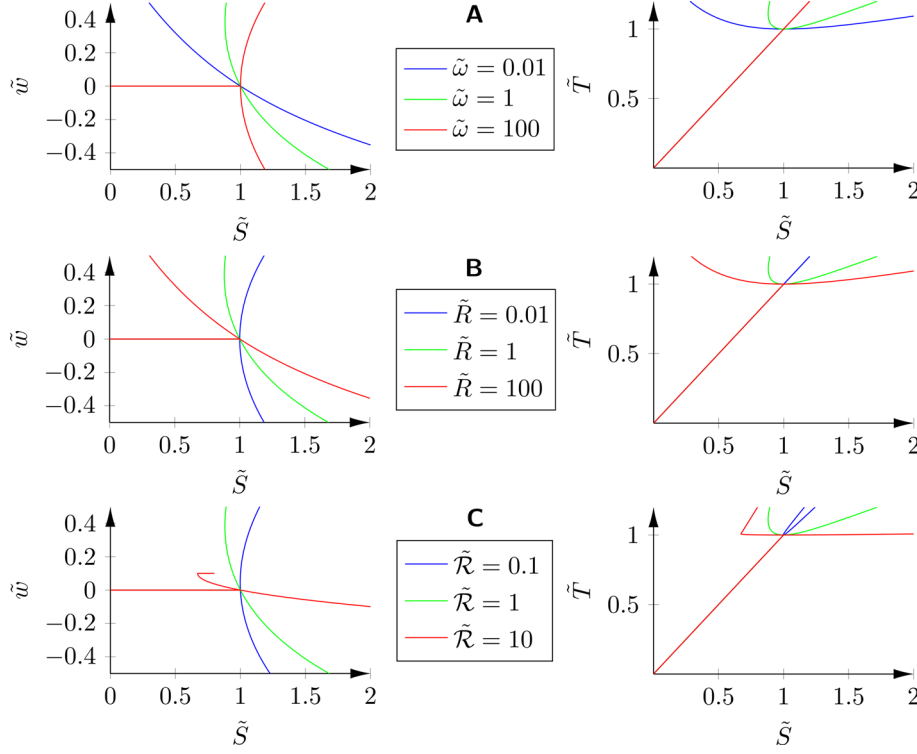 A
0.4
0.2
0
−0.2
−0.4
w̃
0 0.5 1 1.5 2
S̃
ω̃ = 0.01
ω̃ = 1
ω̃ = 100
1
0.5
T̃
0.5 1 1.5 2
S̃
B
0.4
0.2
0
−0.2
−0.4
w̃
0 0.5 1 1.5 2
S̃
R̃ = 0.01
R̃ = 1
R̃ = 100
1
0.5
T̃
0.5 1 1.5 2
S̃
C
0.4
0.2
0
−0.2
−0.4
w̃
0 0.5 1 1.5 2
S̃
ℛ̃ = 0.1
ℛ̃ = 1
ℛ̃ = 10
1
0.5
T̃
0.5 1 1.5 2
S̃